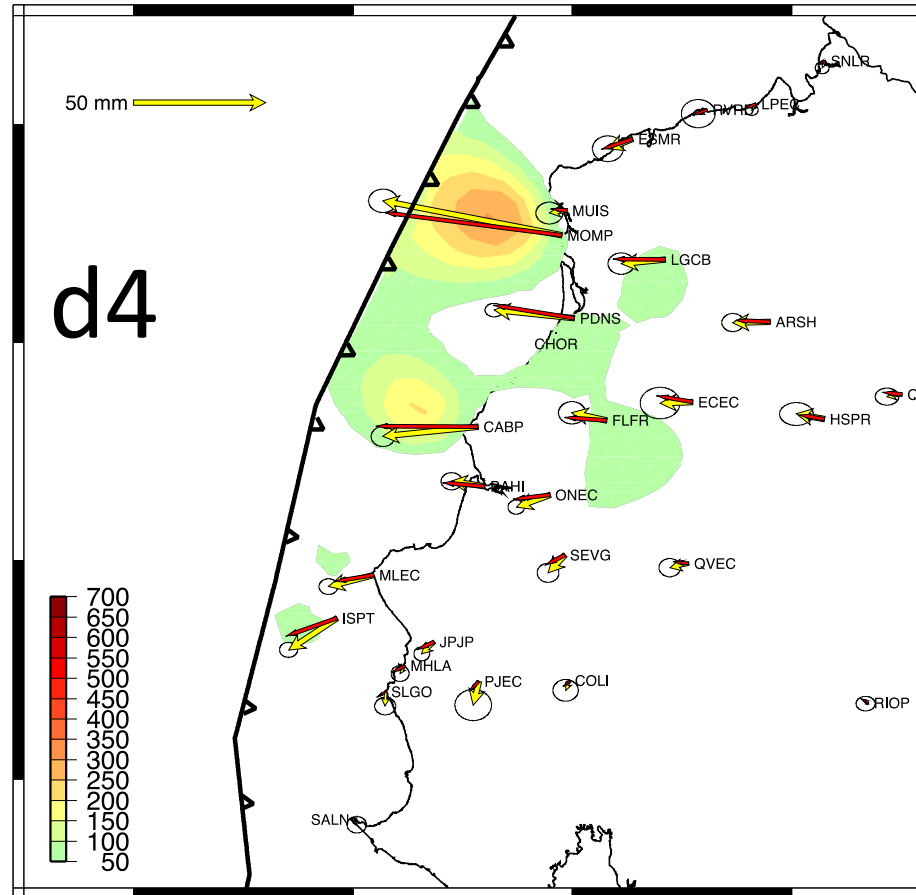 SNLR
50 mm
LPEC
PVRD
ESMR
MUIS
MOMP
LGCB
d4
PDNS
ARSH
CHOR
ECEC
FLFR
HSPR
CABP
ONEC
SEVG
QVEC
MLEC
700
650
600
550
500
450
400
350
300
250
200
150
100
50
ISPT
JPJP
MHLA
PJEC
COLI
SLGO
RIOP
SALN